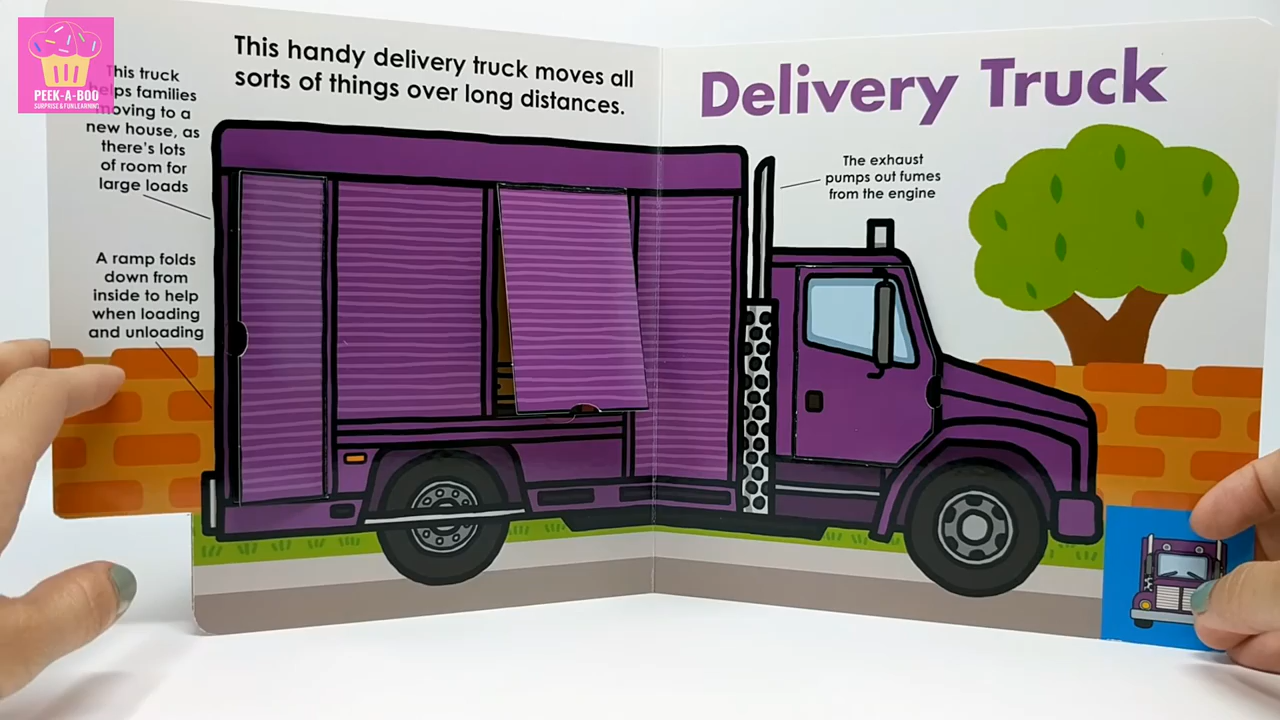 PEEK-A-BOO
SURPRISE & FUN LEARNING
This handy delivery truck moves all
sorts of things over long distances.
Delivery Truck
This truck
helps families
moving to a
new house, as
there's lots
of room for
large loads
A ramp folds
down from
inside to help
when loading
and unloading
The exhaust
pumps out fumes
from the engine